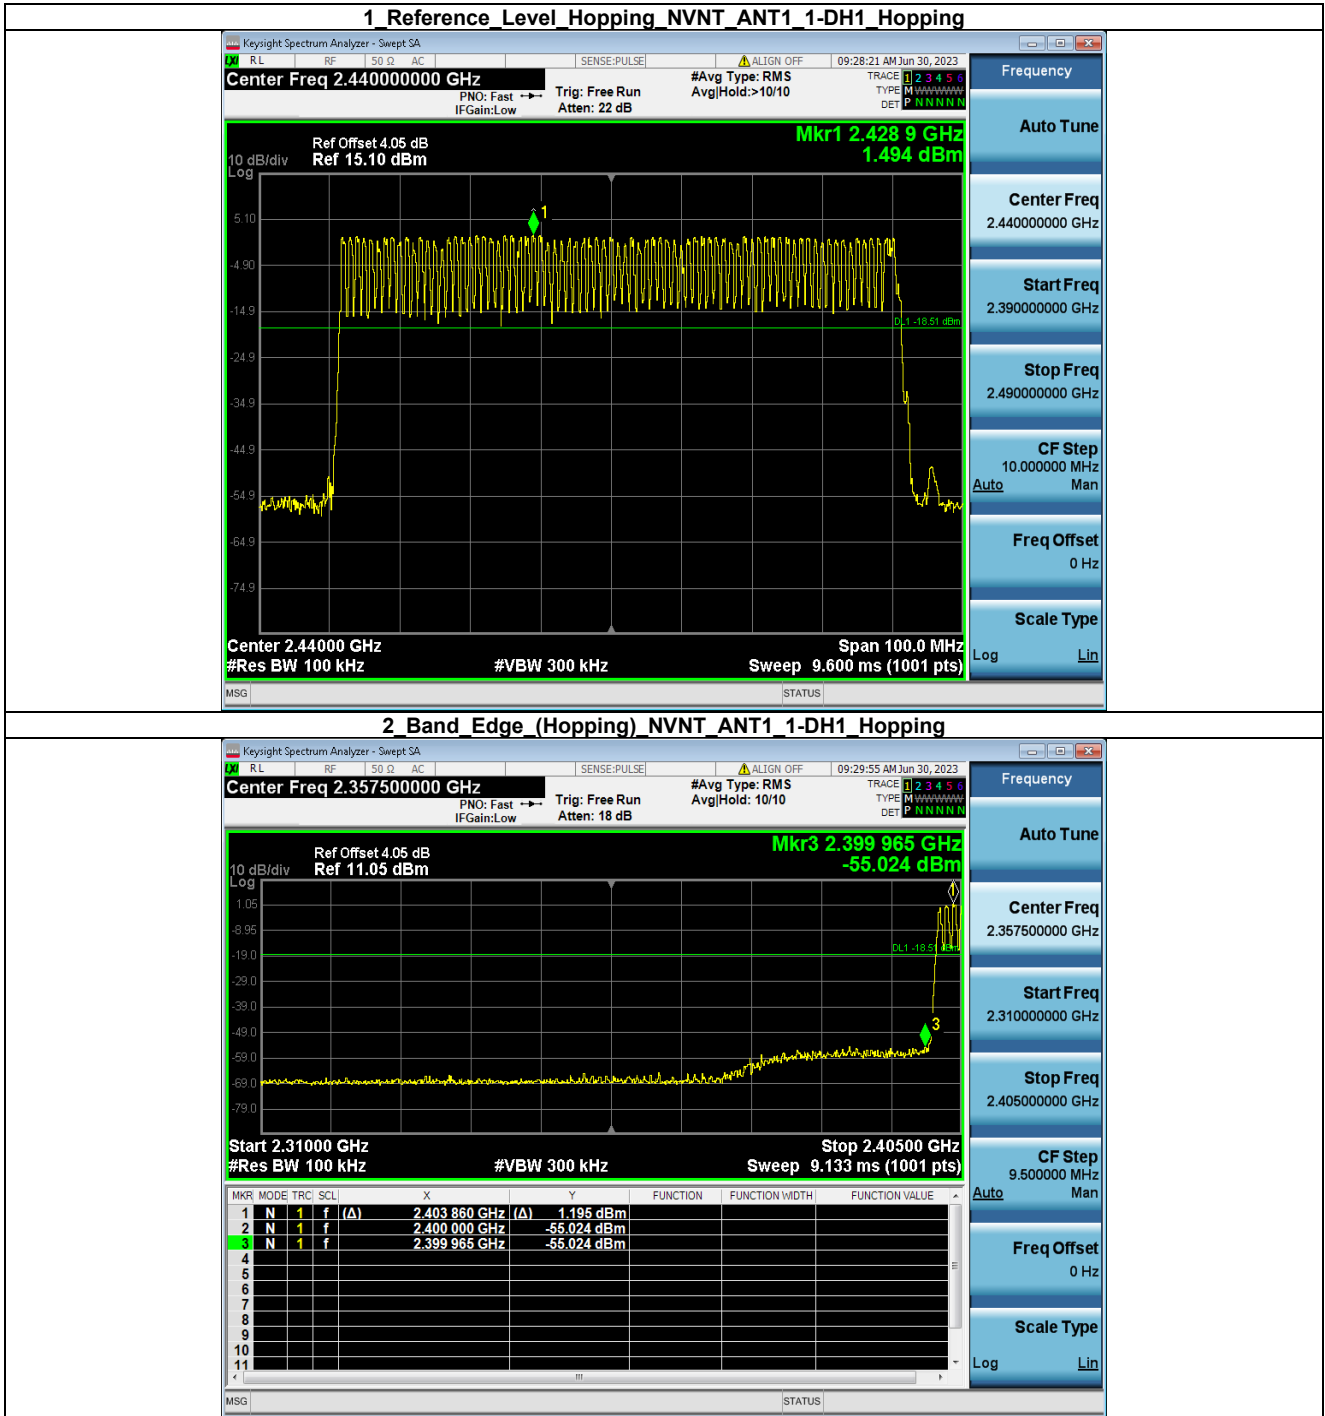 1_Reference_Level_Hopping_NVNT_ANT1_1-DH1_Hopping
Keysight Spectrum Analyzer - Swept SA
LXI RL RF 50 Ω AC SENSE:PULSE ALIGN OFF 09:28:21 AM Jun 30, 2023
Center Freq 2.440000000 GHz
PNO: Fast
IFGain:Low
Trig: Free Run
Atten: 22 dB
#Avg Type: RMS
Avg|Hold:>10/10
TRACE 1 2 3 4 5 6
TYPE M WWWWW
DET P N N N N N
Frequency
Auto Tune
Center Freq
2.440000000 GHz
Start Freq
2.390000000 GHz
Stop Freq
2.490000000 GHz
CF Step
10.000000 MHz
Auto Man
Freq Offset
0 Hz
Scale Type
Log Lin
Mkr1 2.428 9 GHz
1.494 dBm
Ref Offset 4.05 dB
10 dB/div Ref 15.10 dBm
Log
1
5.10
-4.90
-14.9
DL1 -18.51 dBm
-24.9
-34.9
-44.9
-54.9
-64.9
-74.9
Center 2.44000 GHz Span 100.0 MHz
#Res BW 100 kHz #VBW 300 kHz Sweep 9.600 ms (1001 pts)
MSG STATUS
2_Band_Edge_(Hopping)_NVNT_ANT1_1-DH1_Hopping
Keysight Spectrum Analyzer - Swept SA
LXI RL RF 50 Ω AC SENSE:PULSE ALIGN OFF 09:29:55 AM Jun 30, 2023
Center Freq 2.357500000 GHz
PNO: Fast
IFGain:Low
Trig: Free Run
Atten: 18 dB
#Avg Type: RMS
Avg|Hold: 10/10
TRACE 1 2 3 4 5 6
TYPE M WWWWW
DET P N N N N N
Frequency
Auto Tune
Center Freq
2.357500000 GHz
Start Freq
2.310000000 GHz
Stop Freq
2.405000000 GHz
CF Step
9.500000 MHz
Auto Man
Freq Offset
0 Hz
Scale Type
Log Lin
Mkr3 2.399 965 GHz
-55.024 dBm
Ref Offset 4.05 dB
10 dB/div Ref 11.05 dBm
Log
1
1.05
-8.95
DL1 -18.51 dBm
-19.0
-29.0
-39.0
-49.0
3
-59.0
-69.0
-79.0
Start 2.31000 GHz Stop 2.40500 GHz
#Res BW 100 kHz #VBW 300 kHz Sweep 9.133 ms (1001 pts)
MKR MODE TRC SCL X Y FUNCTION FUNCTION WIDTH FUNCTION VALUE
1 N 1 f (Δ) 2.403 860 GHz (Δ) 1.195 dBm
2 N 1 f 2.400 000 GHz -55.024 dBm
3 N 1 f 2.399 965 GHz -55.024 dBm
4
5
6
7
8
9
10
11
MSG STATUS